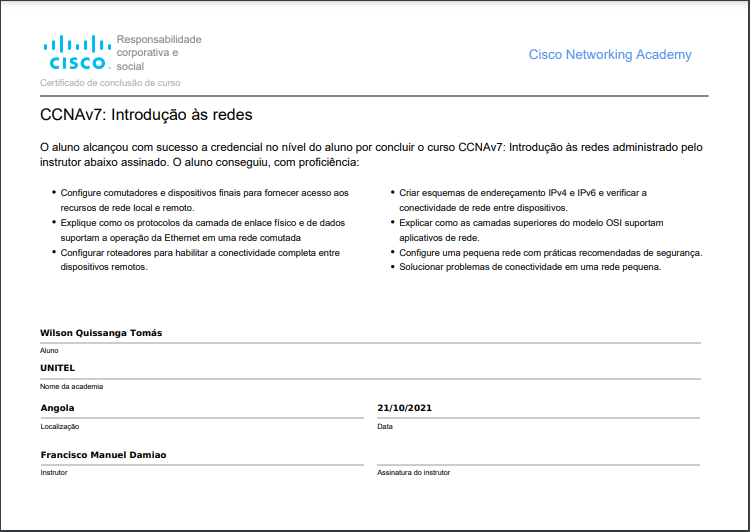 Responsabilidade
corporativa e
social
CISCO
Cisco Networking Academy
Certificado de conclusão de curso
CCNAv7: Introdução às redes
O aluno alcançou com sucesso a credencial no nível do aluno por concluir o curso CCNAv7: Introdução às redes administrado pelo
instrutor abaixo assinado. O aluno conseguiu, com proficiência:
• Configure comutadores e dispositivos finais para fornecer acesso aos
recursos de rede local e remoto.
• Explique como os protocolos da camada de enlace físico e de dados
suportam a operação da Ethernet em uma rede comutada
• Configurar roteadores para habilitar a conectividade completa entre
dispositivos remotos.
• Criar esquemas de endereçamento IPv4 e IPv6 e verificar a
conectividade de rede entre dispositivos.
• Explicar como as camadas superiores do modelo OSI suportam
aplicativos de rede.
• Configure uma pequena rede com práticas recomendadas de segurança.
• Solucionar problemas de conectividade em uma rede pequena.
Wilson Quissanga Tomás
Aluno
UNITEL
Nome da academia
Angola
Localização
21/10/2021
Data
Francisco Manuel Damiao
Instrutor
Assinatura do instrutor